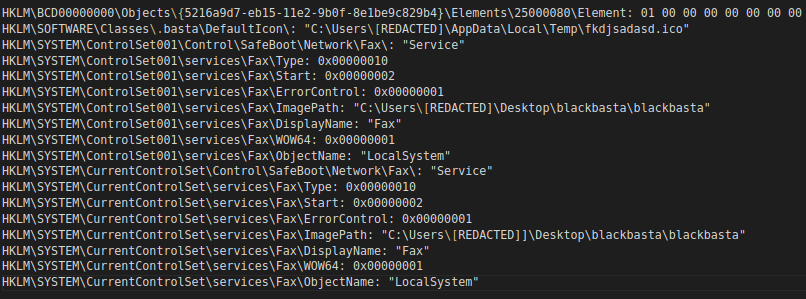 HKLM\BCD00000000\Objects\{5216a9d7-eb15-11e2-9b0f-8e1be9c829b4}\Elements\25000080\Element: 01 00 00 00 00 00 00 00
HKLM\SOFTWARE\Classes\.basta\DefaultIcon\: "C:\Users\[REDACTED]\AppData\Local\Temp\fkdjsadasd.ico"
HKLM\SYSTEM\ControlSet001\Control\SafeBoot\Network\Fax\: "Service"
HKLM\SYSTEM\ControlSet001\services\Fax\Type: 0x00000010
HKLM\SYSTEM\ControlSet001\services\Fax\Start: 0x00000002
HKLM\SYSTEM\ControlSet001\services\Fax\ErrorControl: 0x00000001
HKLM\SYSTEM\ControlSet001\services\Fax\ImagePath: "C:\Users\[REDACTED]\Desktop\blackbasta\blackbasta"
HKLM\SYSTEM\ControlSet001\services\Fax\DisplayName: "Fax"
HKLM\SYSTEM\ControlSet001\services\Fax\WOW64: 0x00000001
HKLM\SYSTEM\ControlSet001\services\Fax\ObjectName: "LocalSystem"
HKLM\SYSTEM\CurrentControlSet\Control\SafeBoot\Network\Fax\: "Service"
HKLM\SYSTEM\CurrentControlSet\services\Fax\Type: 0x00000010
HKLM\SYSTEM\CurrentControlSet\services\Fax\Start: 0x00000002
HKLM\SYSTEM\CurrentControlSet\services\Fax\ErrorControl: 0x00000001
HKLM\SYSTEM\CurrentControlSet\services\Fax\ImagePath: "C:\Users\[REDACTED]]\Desktop\blackbasta\blackbasta"
HKLM\SYSTEM\CurrentControlSet\services\Fax\DisplayName: "Fax"
HKLM\SYSTEM\CurrentControlSet\services\Fax\WOW64: 0x00000001
HKLM\SYSTEM\CurrentControlSet\services\Fax\ObjectName: "LocalSystem"